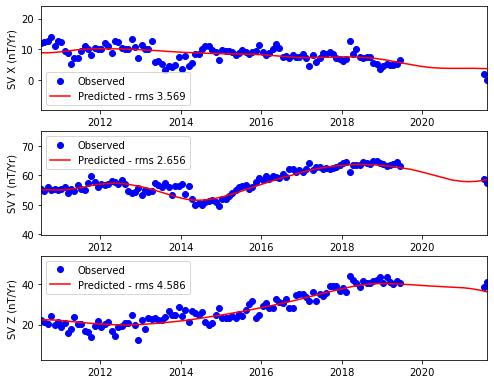 SV X (nT/Yr)
20
10
0
Observed
Predicted - rms 3.569
2012
2014
2016
2018
2020
SV Y (nT/Yr)
70
60
50
40
Observed
Predicted - rms 2.656
2012
2014
2016
2018
2020
SV Z (nT/Yr)
40
20
Observed
Predicted - rms 4.586
2012
2014
2016
2018
2020